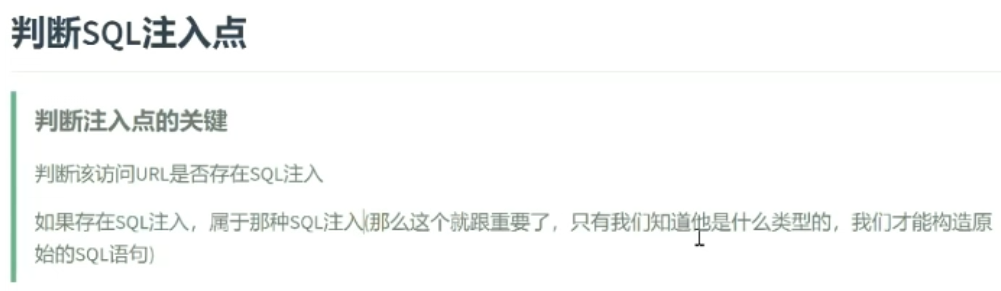 判断SQL注入点
判断注入点的关键
判断该访问URL是否存在SQL注入
如果存在SQL注入，属于那种SQL注入(那么这个就跟重要了，只有我们知道他是什么类型的，我们才能构造原
始的SQL语句)